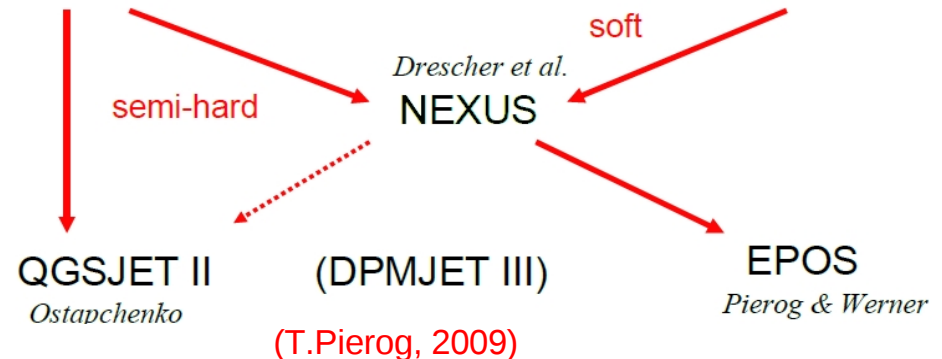 soft
Drescher et al.
semi-hard
NEXUS
QGSJET II
(DPMJET III)
EPOS
Ostapchenko
Pierog & Werner
(T.Pierog, 2009)